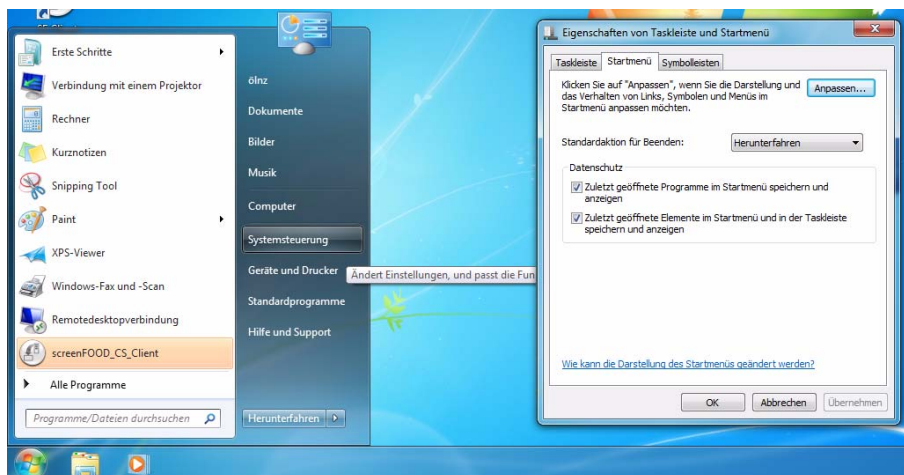 Erste Schritte
Verbindung mit einem Projektor
Rechner
Kurznotizen
Snipping Tool
Paint
XPS-Viewer
Windows-Fax und -Scan
Remotedesktopverbindung
screenFOOD_CS_Client
Alle Programme
Programme/Dateien durchsuchen
ölnz
Dokumente
Bilder
Musik
Computer
Systemsteuerung
Geräte und Drucker
Ändert Einstellungen, und passt die Fun
Standardprogramme
Hilfe und Support
Herunterfahren
Eigenschaften von Taskleiste und Startmenü
Taskleiste Startmenü Symbolleisten
Klicken Sie auf "Anpassen", wenn Sie die Darstellung und
das Verhalten von Links, Symbolen und Menüs im
Startmenü anpassen möchten.
Anpassen...
Standardaktion für Beenden: Herunterfahren
Datenschutz
Zuletzt geöffnete Programme im Startmenü speichern und
anzeigen
Zuletzt geöffnete Elemente im Startmenü und in der Taskleiste
speichern und anzeigen
Wie kann die Darstellung des Startmenüs geändert werden?
OK Abbrechen Übernehmen